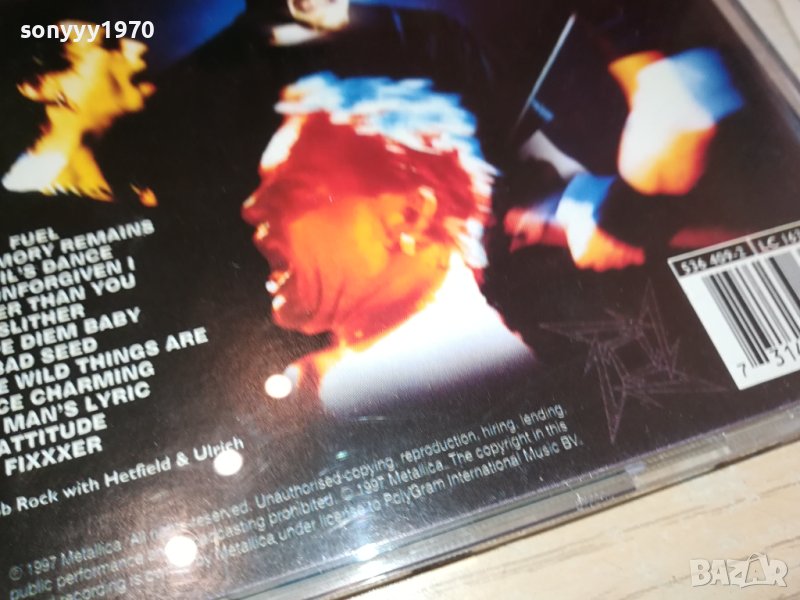 sonyyy1970
FUEL
MORY REMAINS
IL'S DANCE
UNFORGIVEN I
ER THAN YOU
SLITHER
E DIEM BABY
BAD SEED
E WILD THINGS ARE
CE CHARMING
MAN'S LYRIC
ATTITUDE
FIXXXER
b Rock with Hetfield & Ulrich
536 409-2
LC
7 314
℗ 1997 Metallica. All rights reserved. Unauthorised copying, reproduction, hiring, lending,
public performance and broadcasting prohibited. © 1997 Metallica. The copyright in this
recording is owned by Metallica under license to PolyGram International Music BV.
BAZAR